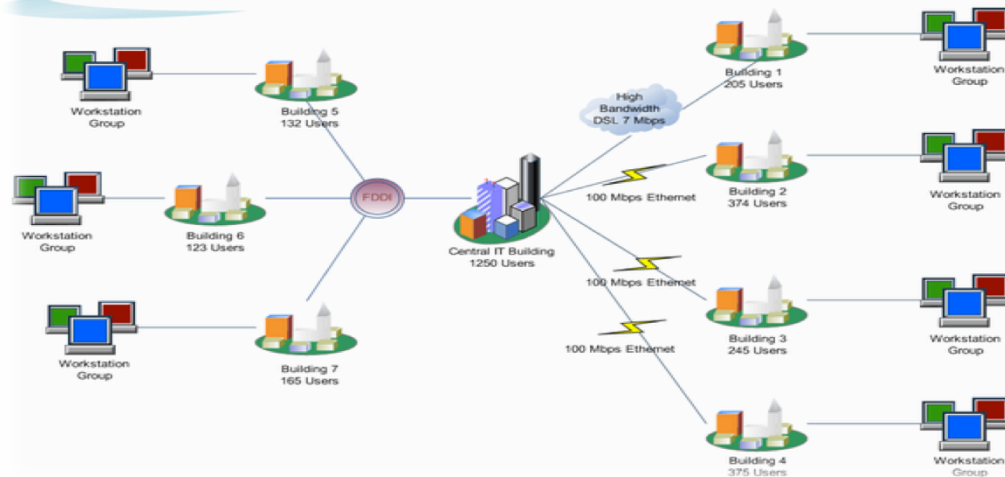 Building 1
205 Users
Workstation
Group
High
Bandwidth
DSL 7 Mbps
Workstation
Group
Building 5
132 Users
Building 2
374 Users
Workstation
Group
100 Mbps Ethernet
FDDI
Workstation
Group
Building 6
123 Users
Central IT Building
1250 Users
100 Mbps Ethernet
Building 3
245 Users
Workstation
Group
100 Mbps Ethernet
Workstation
Group
Building 7
165 Users
Building 4
375 Users
Workstation
Group